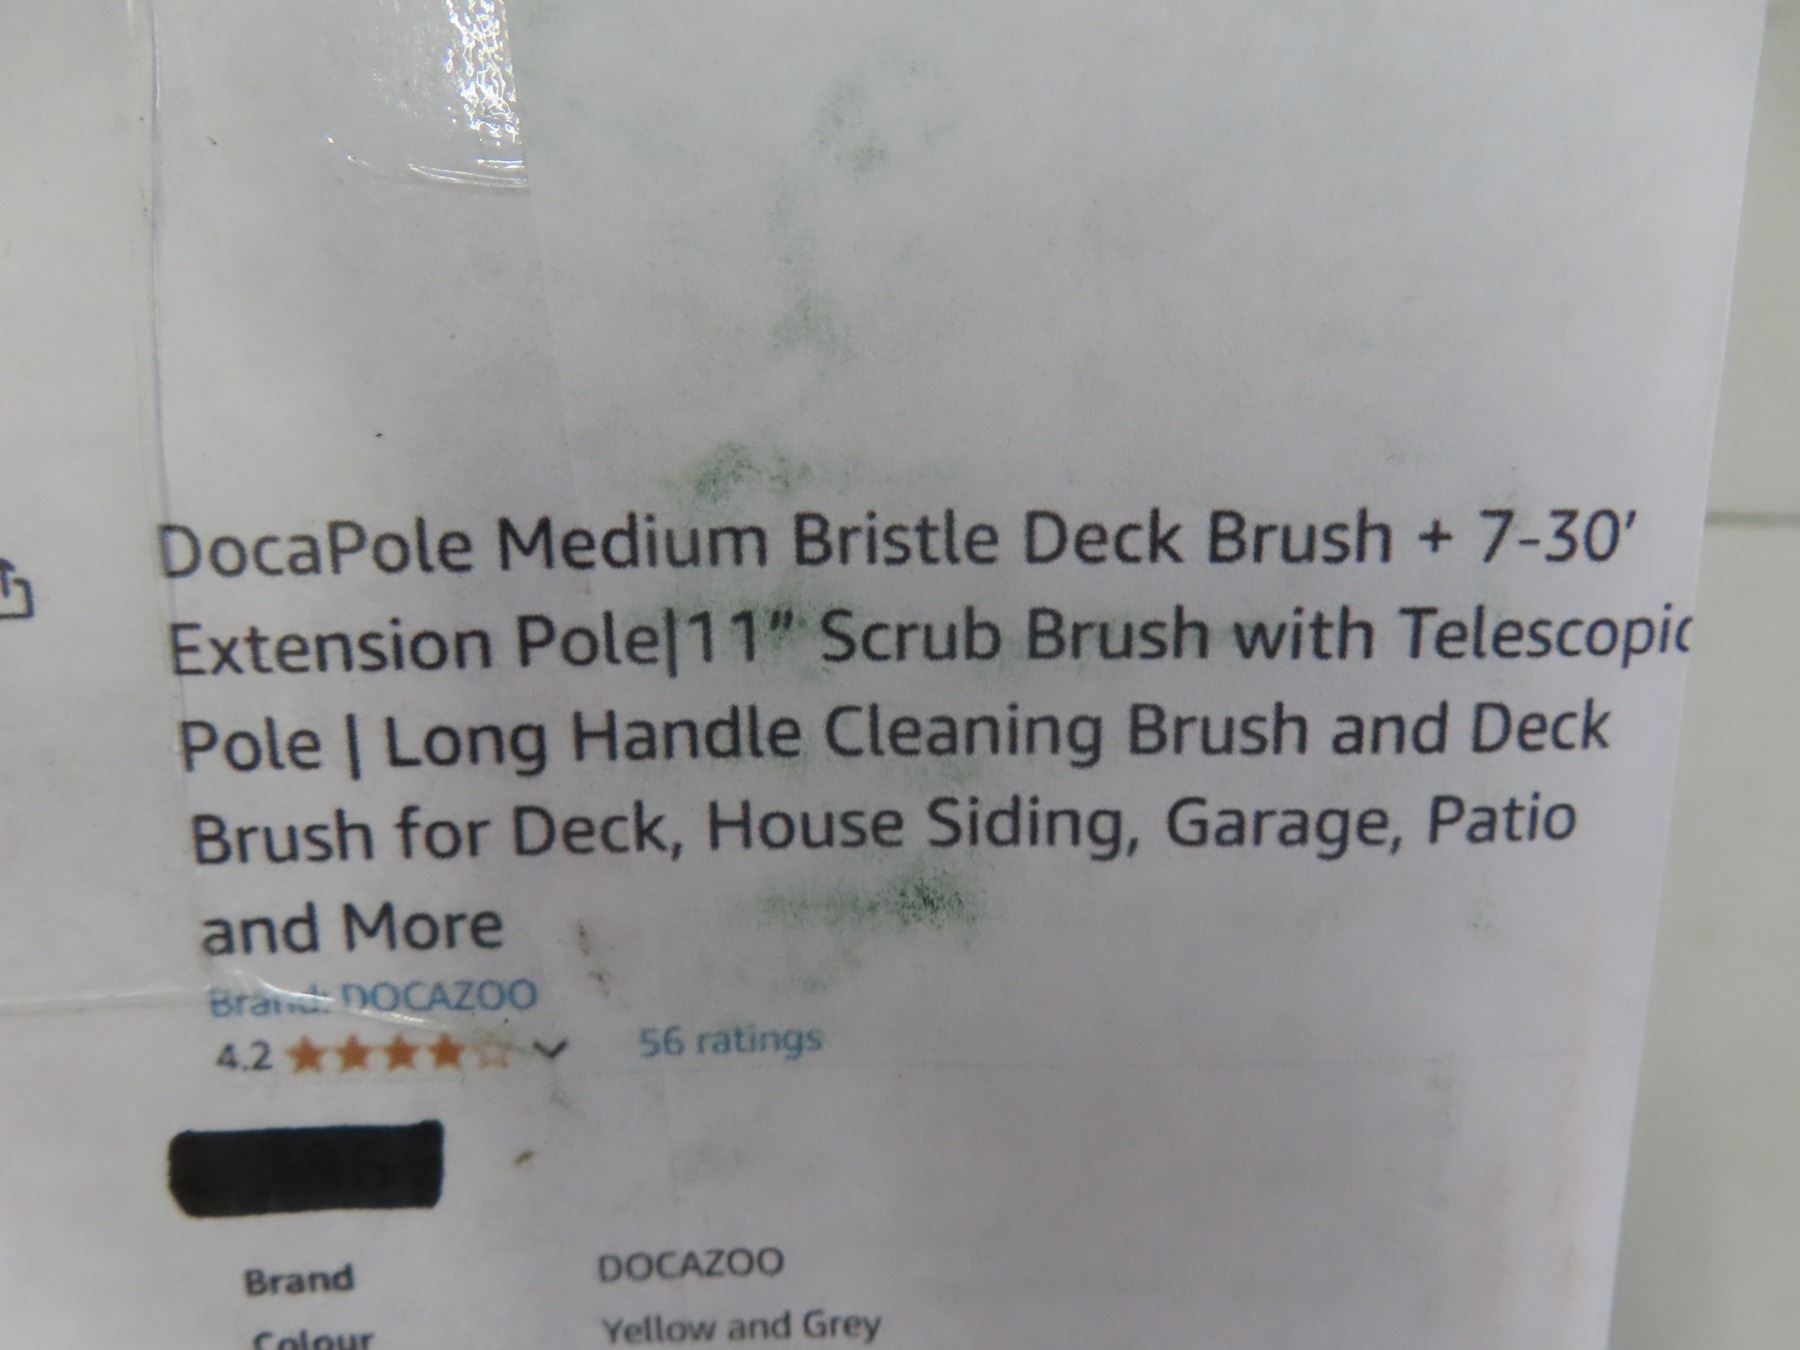 DocaPole Medium Bristle Deck Brush + 7-30'
Extension Pole|11" Scrub Brush with Telescopic
Pole | Long Handle Cleaning Brush and Deck
Brush for Deck, House Siding, Garage, Patio
and More
Brand: DOCAZOO
4.2 56 ratings
Brand DOCAZOO
Colour Yellow and Grey